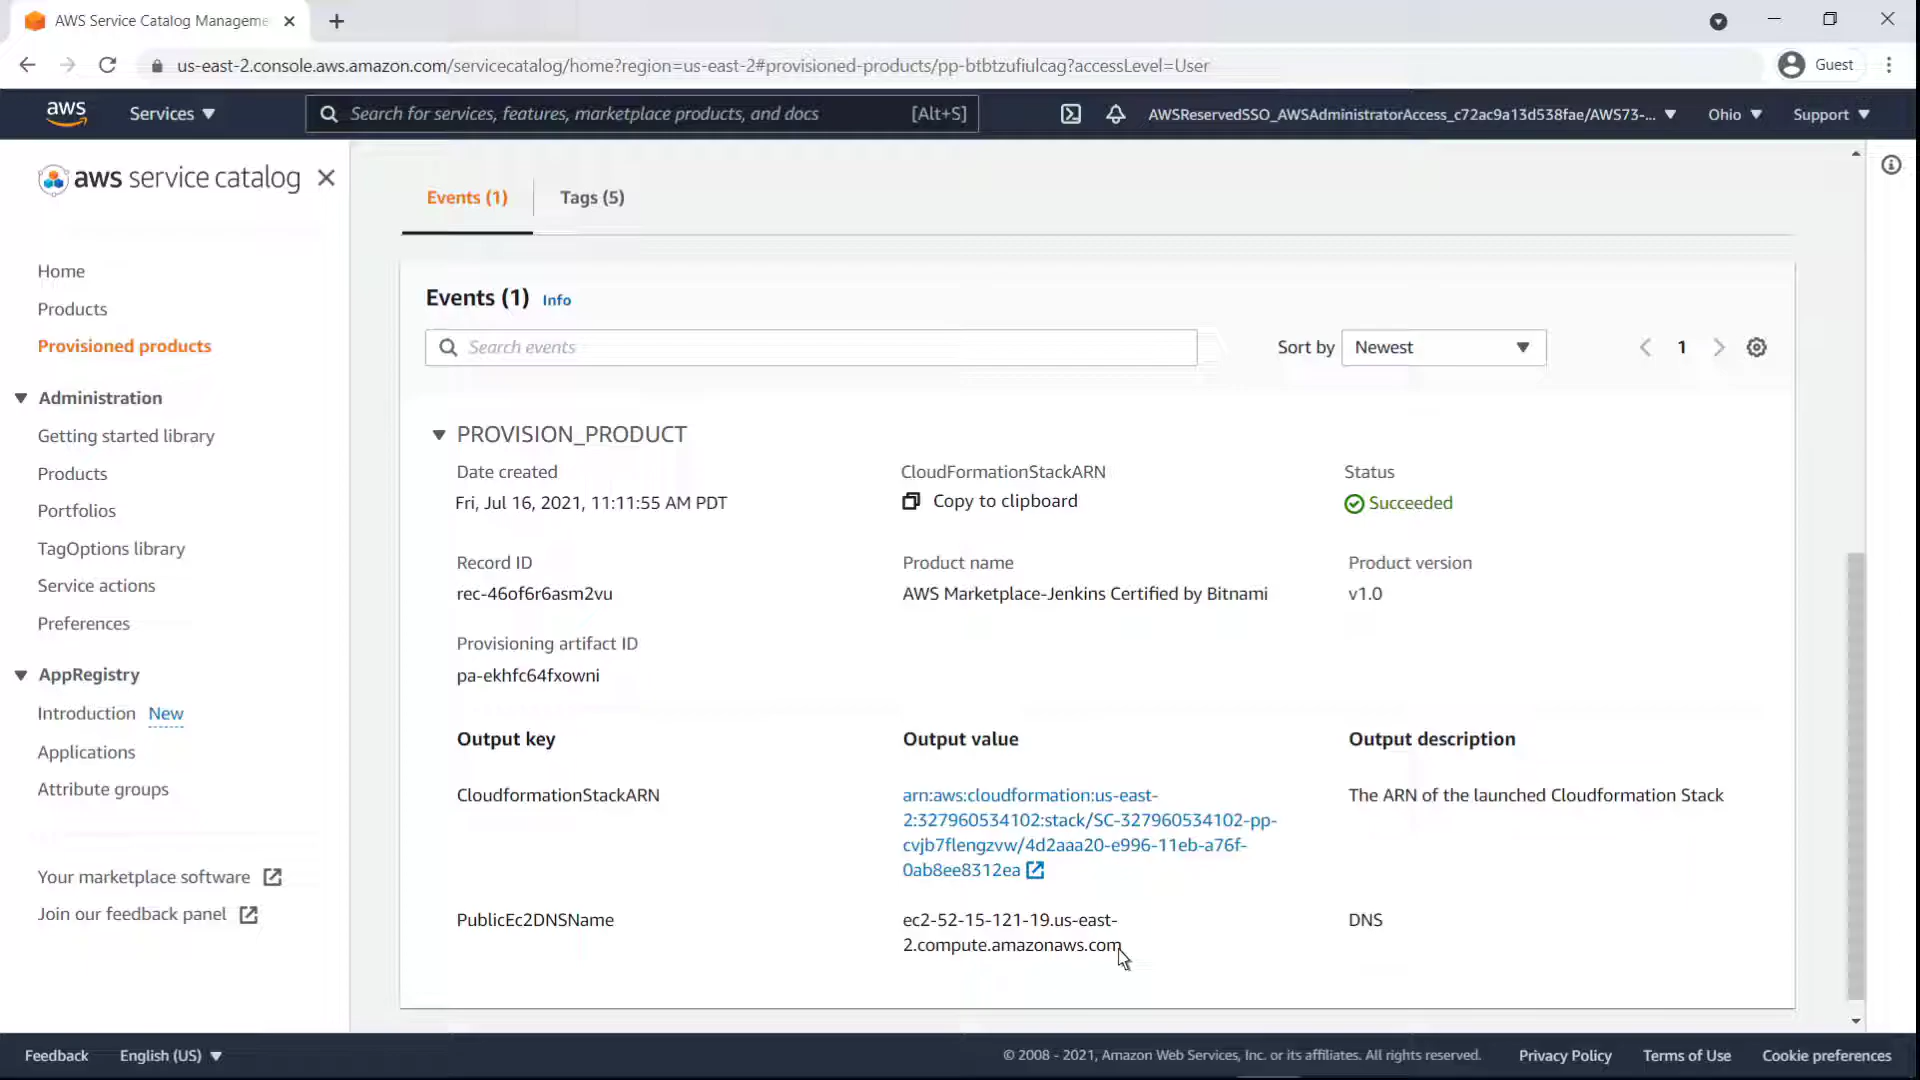 AWS Service Catalog Manageme
us-east-2.console.aws.amazon.com/servicecatalog/home?region=us-east-2#provisioned-products/pp-btbtzufiulcag?accessLevel=User
Guest
aws
Services
Search for services, features, marketplace products, and docs
[Alt+S]
AWSReservedSSO_AWSAdministratorAccess_c72ac9a13d538fae/AWS73-...
Ohio
Support
aws service catalog
Home
Products
Provisioned products
Administration
Getting started library
Products
Portfolios
TagOptions library
Service actions
Preferences
AppRegistry
Introduction New
Applications
Attribute groups
Your marketplace software
Join our feedback panel
Events (1)
Tags (5)
Events (1) Info
Search events
Sort by
Newest
1
PROVISION_PRODUCT
Date created
Fri, Jul 16, 2021, 11:11:55 AM PDT
CloudFormationStackARN
Copy to clipboard
Status
Succeeded
Record ID
rec-46of6r6asm2vu
Product name
AWS Marketplace-Jenkins Certified by Bitnami
Product version
v1.0
Provisioning artifact ID
pa-ekhfc64fxowni
Output key
Output value
Output description
CloudformationStackARN
arn:aws:cloudformation:us-east-
2:327960534102:stack/SC-327960534102-pp-
cvjb7flengzvw/4d2aaa20-e996-11eb-a76f-
0ab8ee8312ea
The ARN of the launched Cloudformation Stack
PublicEc2DNSName
ec2-52-15-121-19.us-east-
2.compute.amazonaws.com
DNS
Feedback
English (US)
© 2008 - 2021, Amazon Web Services, Inc. or its affiliates. All rights reserved.
Privacy Policy
Terms of Use
Cookie preferences